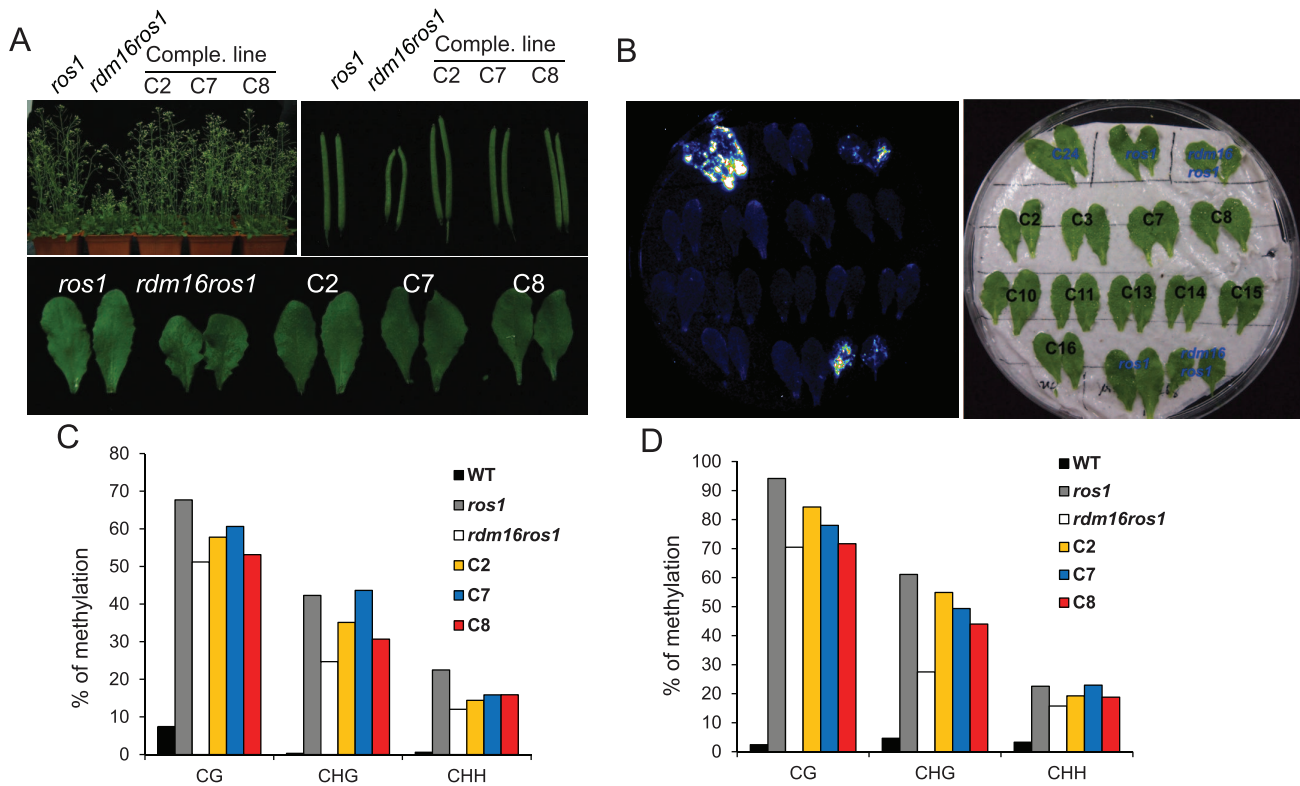 A
ros1 rdm16ros1 Comple. line
C2 C7 C8
ros1 rdm16ros1 Comple. line
C2 C7 C8
ros1 rdm16ros1 C2 C7 C8
B
C24 ros1 rdm16
ros1
C2 C3 C7 C8
C10 C11 C13 C14 C15
C16 ros1 rdm16
ros1
C
% of methylation
80
70
60
50
40
30
20
10
0
CG CHG CHH
WT
ros1
rdm16ros1
C2
C7
C8
D
% of methylation
100
90
80
70
60
50
40
30
20
10
0
CG CHG CHH
WT
ros1
rdm16ros1
C2
C7
C8